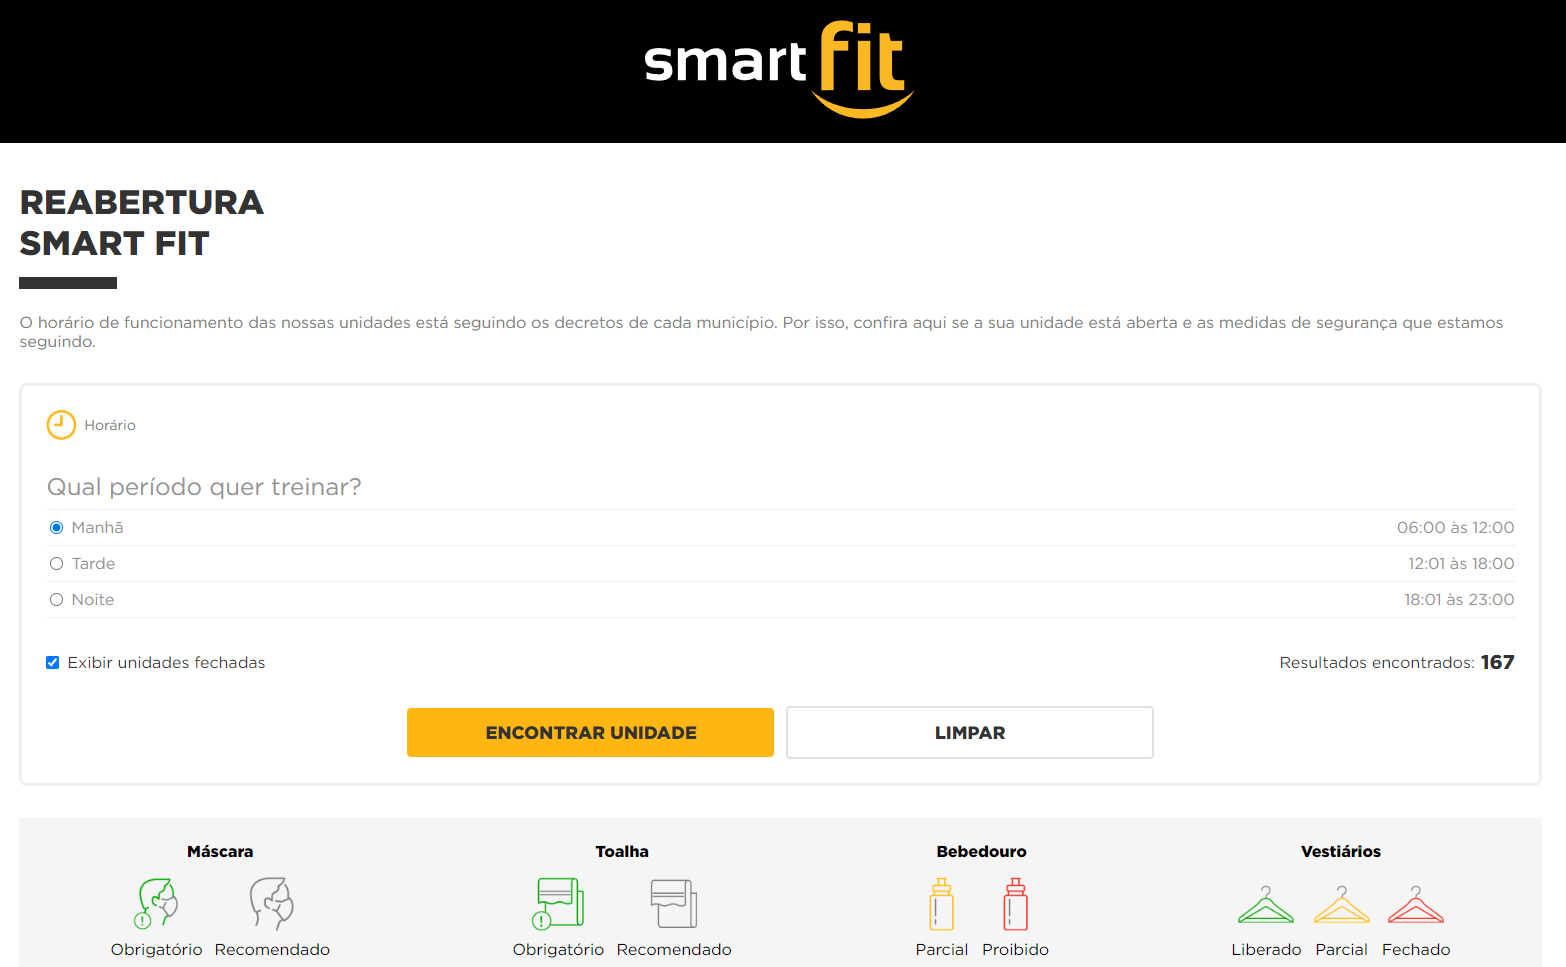 smart fit
REABERTURA
SMART FIT
O horário de funcionamento das nossas unidades está seguindo os decretos de cada município. Por isso, confira aqui se a sua unidade está aberta e as medidas de segurança que estamos
seguindo.
Horário
Qual período quer treinar?
Manhã 06:00 às 12:00
Tarde 12:01 às 18:00
Noite 18:01 às 23:00
Exibir unidades fechadas Resultados encontrados: 167
ENCONTRAR UNIDADE LIMPAR
Máscara Toalha Bebedouro Vestiários
Obrigatório Recomendado Obrigatório Recomendado Parcial Proibido Liberado Parcial Fechado